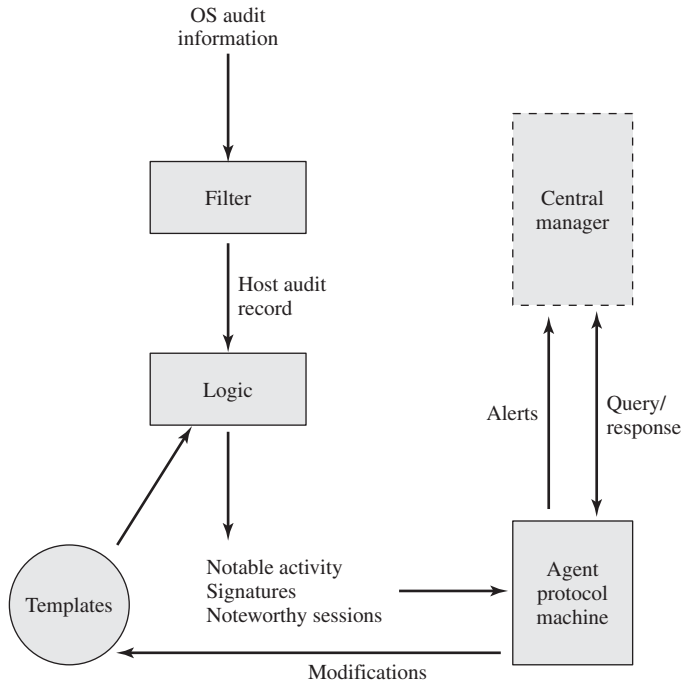 OS audit
information
Filter
Central
manager
Host audit
record
Logic
Alerts
Query/
response
Notable activity
Signatures
Noteworthy sessions
Agent
protocol
machine
Templates
Modifications